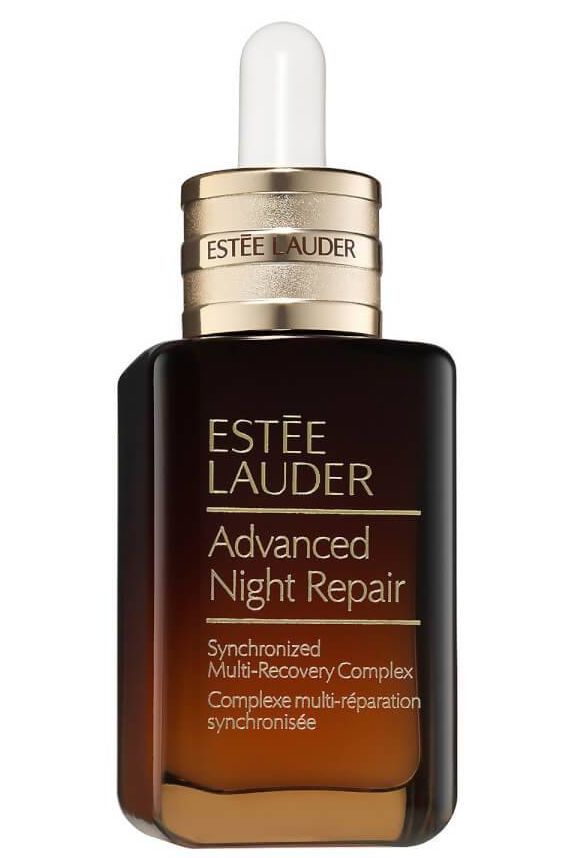 ESTĒE LAUDER
ESTĒE
LAUDER
Advanced
Night Repair
Synchronized
Multi-Recovery Complex
Complexe multi-réparation
synchronisée